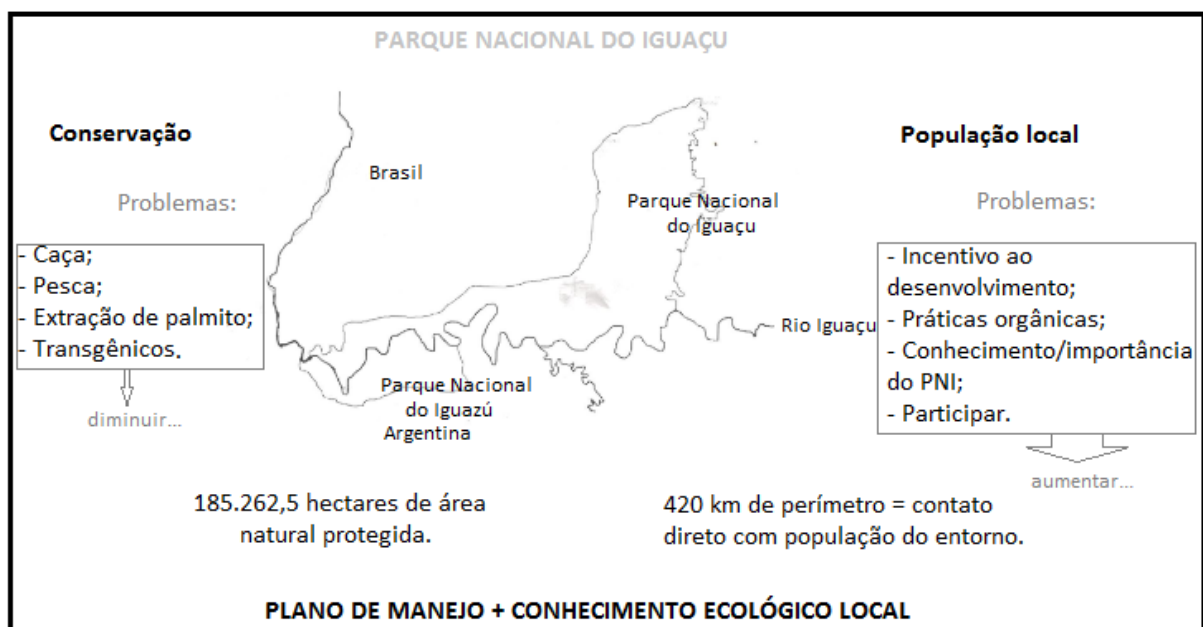 PARQUE NACIONAL DO IGUAÇU
Conservação
Problemas:
- Caça;
- Pesca;
- Extração de palmito;
- Transgênicos.
diminuir...
Brasil
Parque Nacional
do Iguaçu
Rio Iguaçu
Parque Nacional
do Iguazú
Argentina
População local
Problemas:
- Incentivo ao
desenvolvimento;
- Práticas orgânicas;
- Conhecimento/importância
do PNI;
- Participar.
aumentar...
185.262,5 hectares de área
natural protegida.
420 km de perímetro = contato
direto com população do entorno.
PLANO DE MANEJO + CONHECIMENTO ECOLÓGICO LOCAL